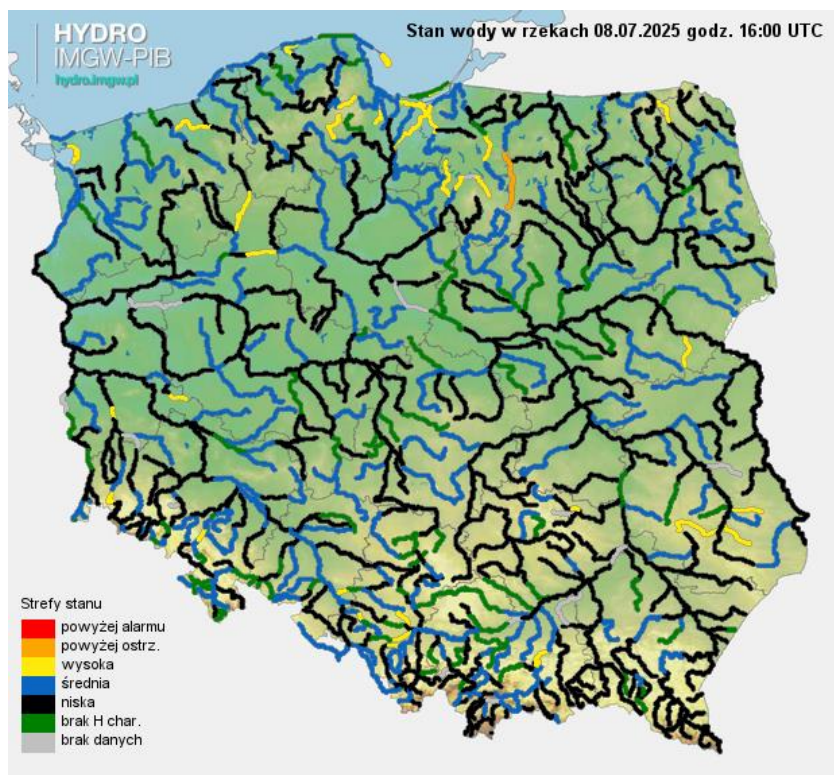 Stan wody w rzekach 08.07.2025 godz. 16:00 UTC
HYDRO
IMGW-PIB
hydro.imgw.pl
Strefy stanu
powyżej alarmu
powyżej ostrz.
wysoka
średnia
niska
brak H char.
brak danych